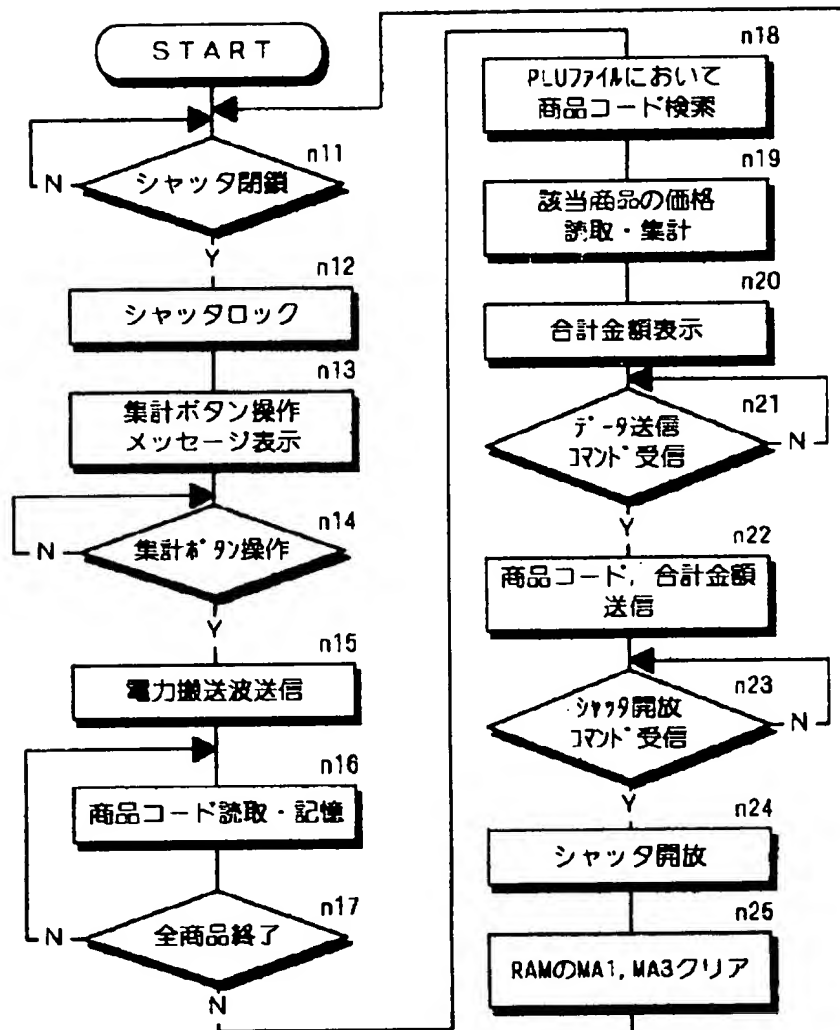 START
n11
シャッタ閉鎖
N
Y
n12
シャッタロック
n13
集計ボタン操作
メッセージ表示
n14
集計ボタン操作
N
Y
n15
電力搬送波送信
n16
商品コード読取・記憶
n17
全商品終了
N
N
n18
PLUファイルにおいて
商品コード検索
n19
該当商品の価格
読取・集計
n20
合計金額表示
n21
データ送信
コマンド受信
N
Y
n22
商品コード,合計金額
送信
n23
シャッタ開放
コマンド受信
N
Y
n24
シャッタ開放
n25
RAMのMA1,MA3クリア